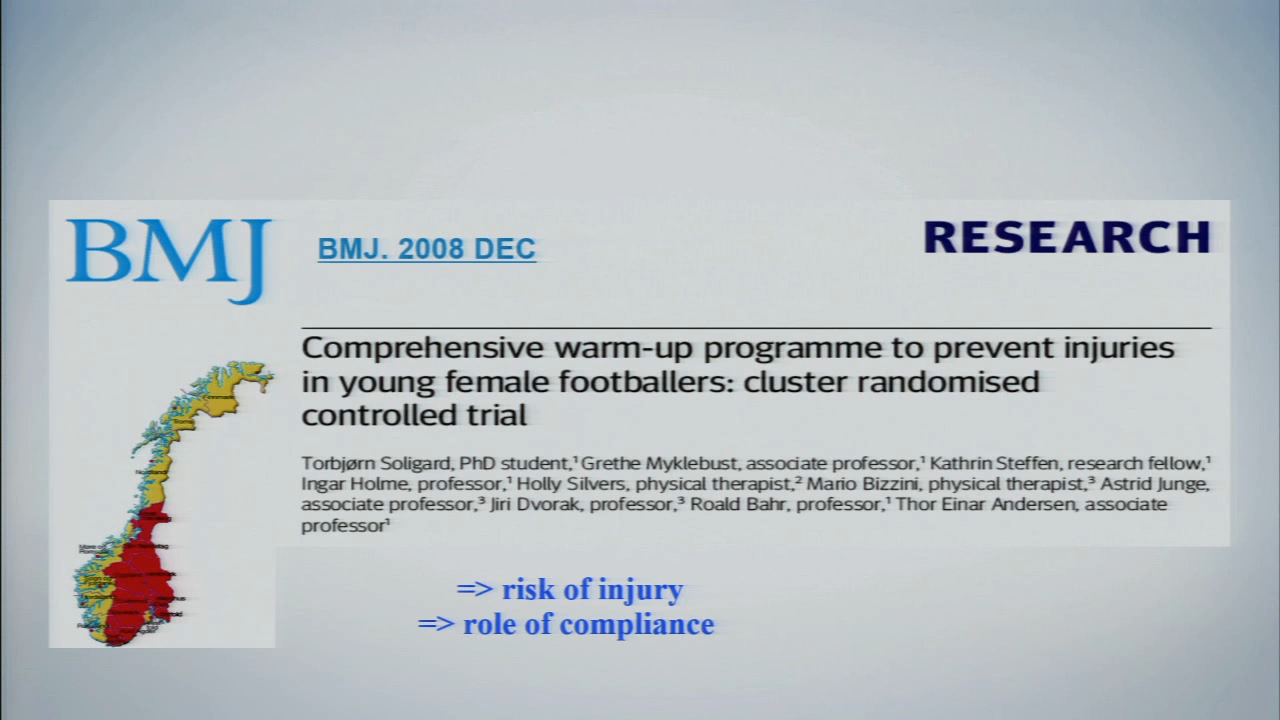 BMJ
BMJ. 2008 DEC
RESEARCH
Comprehensive warm-up programme to prevent injuries
in young female footballers: cluster randomised
controlled trial
Torbjørn Soligard, PhD student,¹ Grethe Myklebust, associate professor,¹ Kathrin Steffen, research fellow,¹
Ingar Holme, professor,¹ Holly Silvers, physical therapist,² Mario Bizzini, physical therapist,³ Astrid Junge,
associate professor,³ Jiri Dvorak, professor,³ Roald Bahr, professor,¹ Thor Einar Andersen, associate
professor¹
=> risk of injury
=> role of compliance